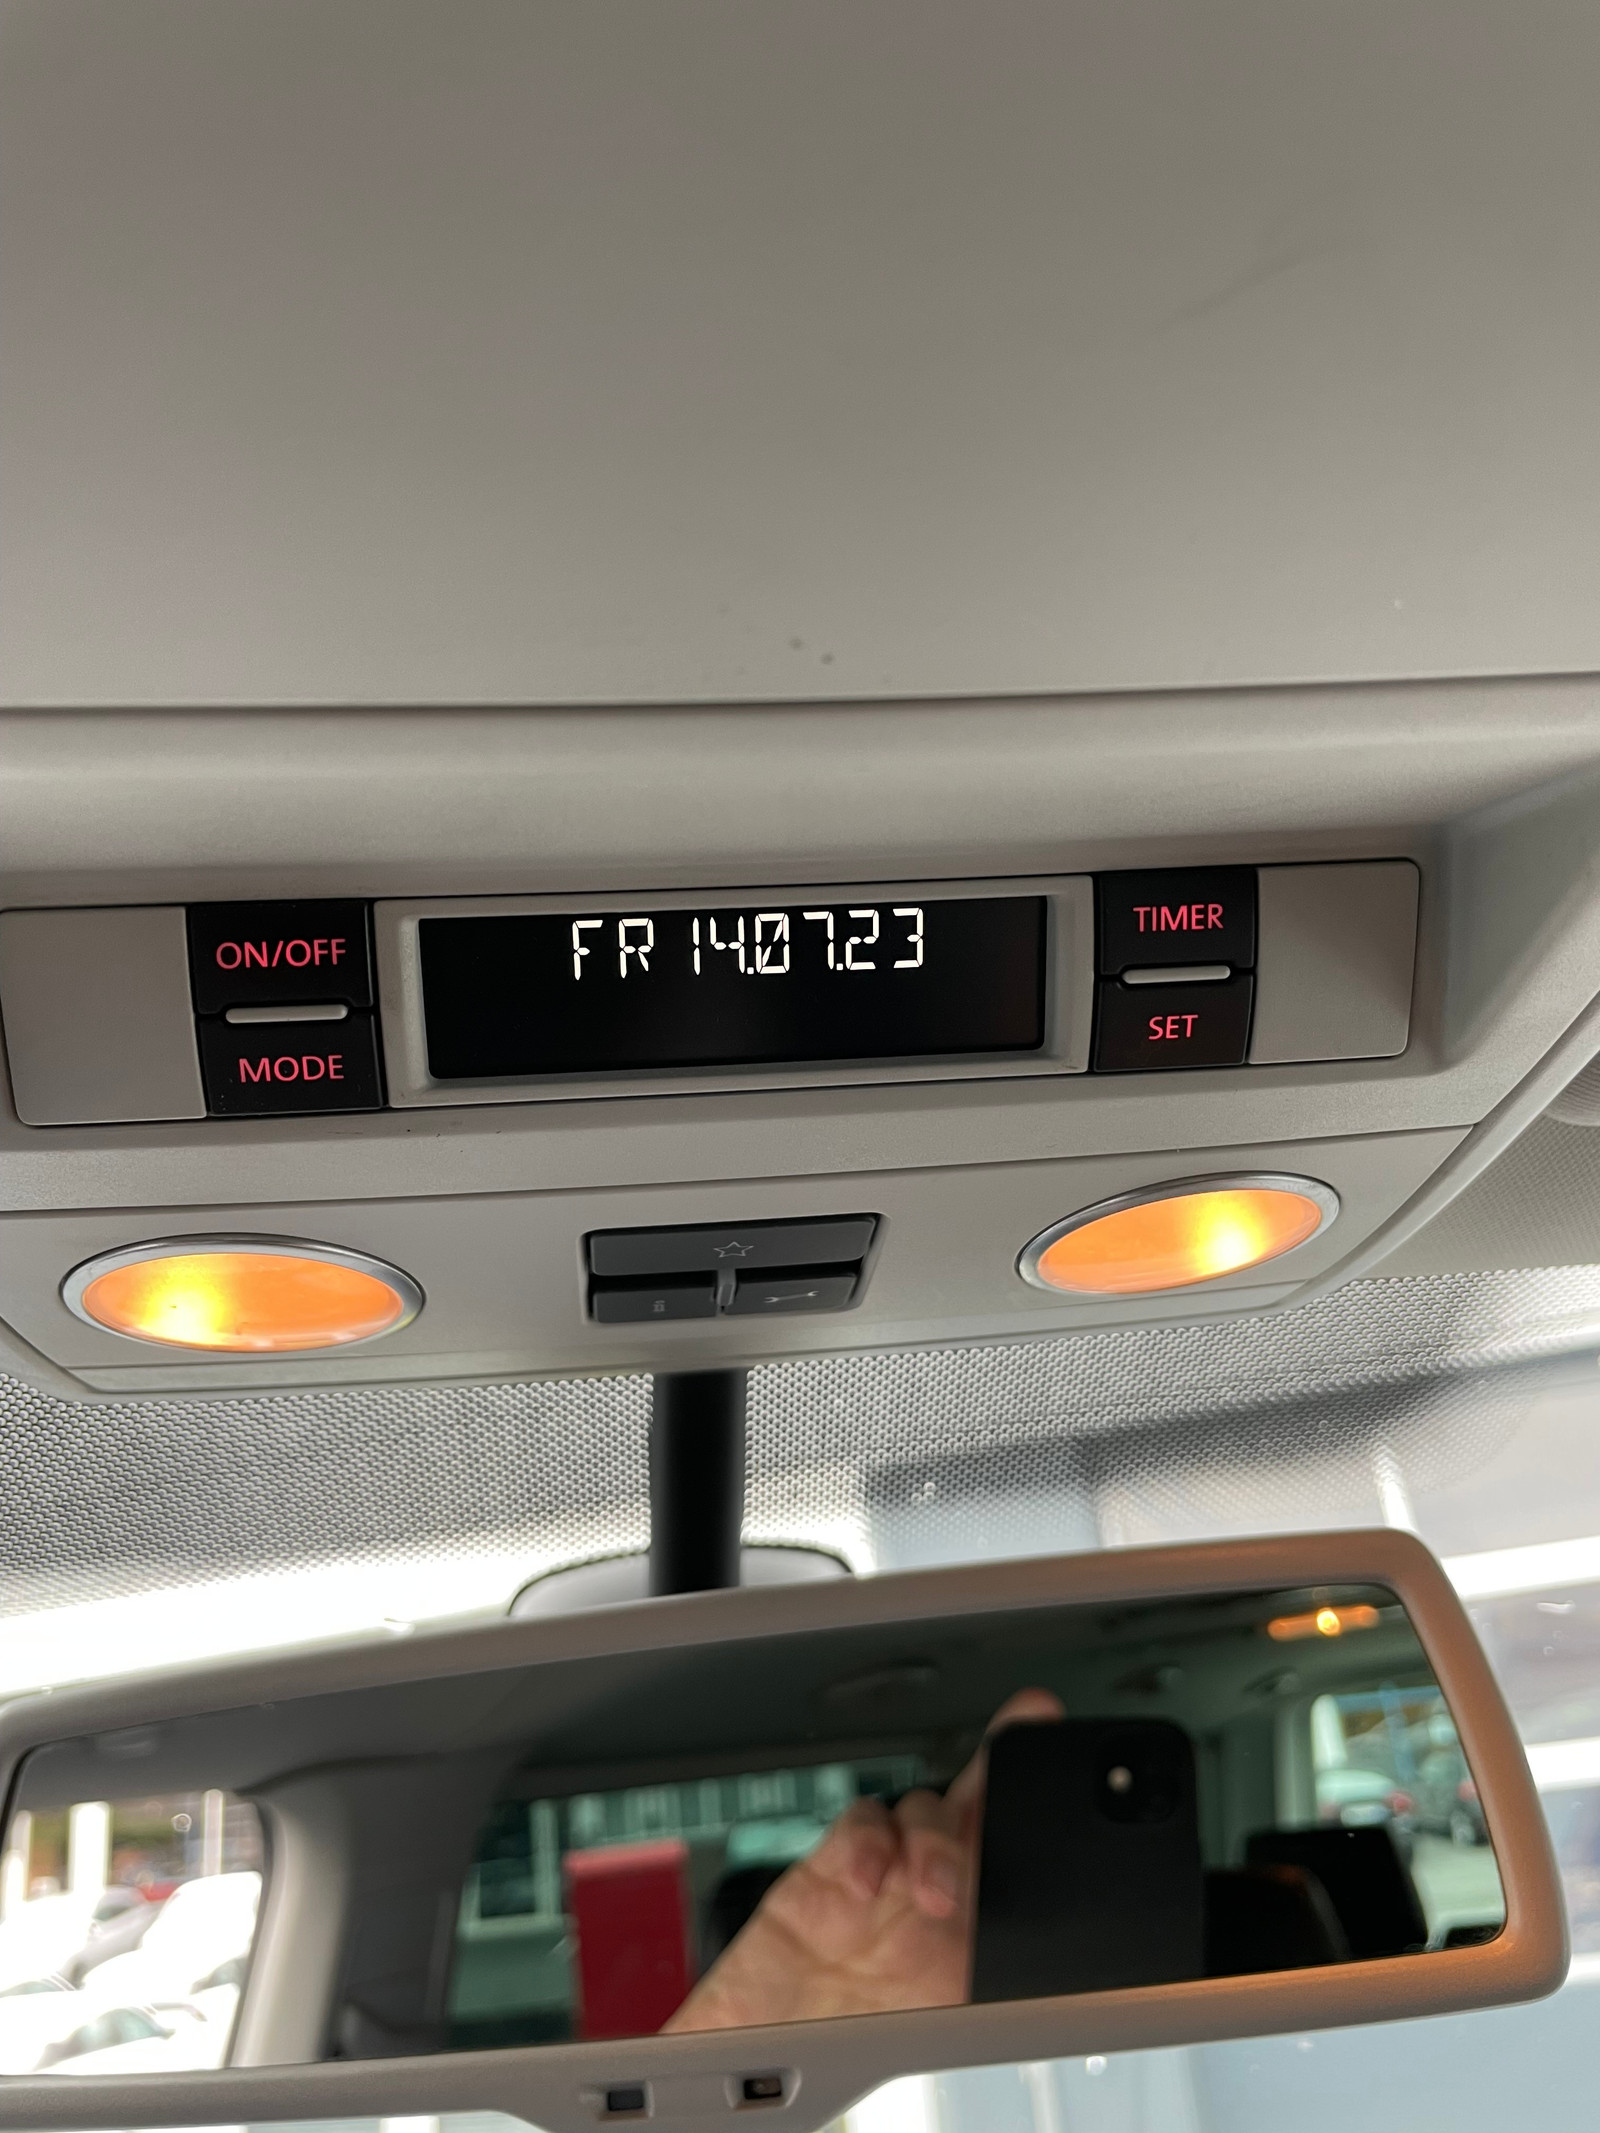 ON/OFF
MODE
FR 14.07.23
TIMER
SET